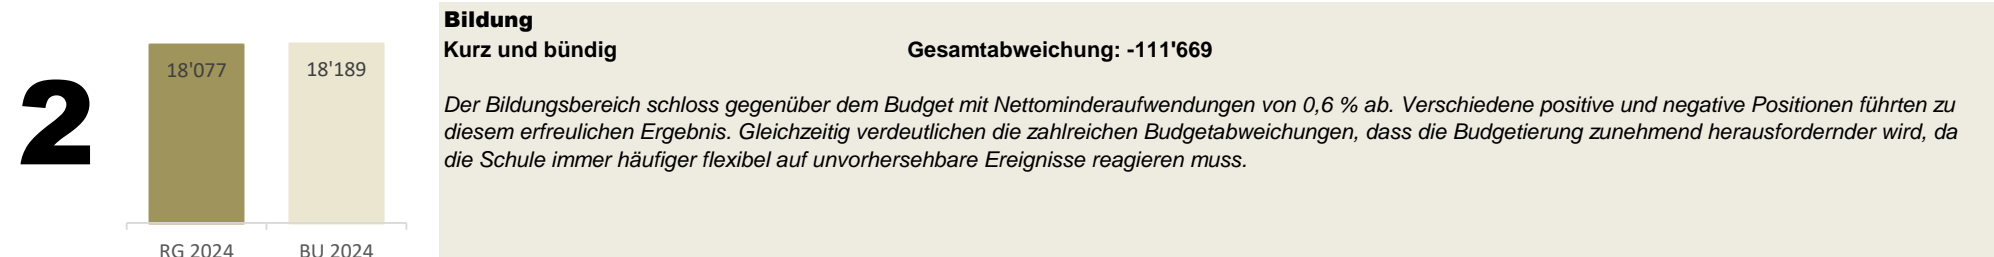 2
18'077
18'189
RG 2024
BU 2024
Bildung
Kurz und bündig Gesamtabweichung: -111'669
Der Bildungsbereich schloss gegenüber dem Budget mit Nettominderaufwendungen von 0,6 % ab. Verschiedene positive und negative Positionen führten zu
diesem erfreulichen Ergebnis. Gleichzeitig verdeutlichen die zahlreichen Budgetabweichungen, dass die Budgetierung zunehmend herausfordernder wird, da
die Schule immer häufiger flexibel auf unvorhersehbare Ereignisse reagieren muss.